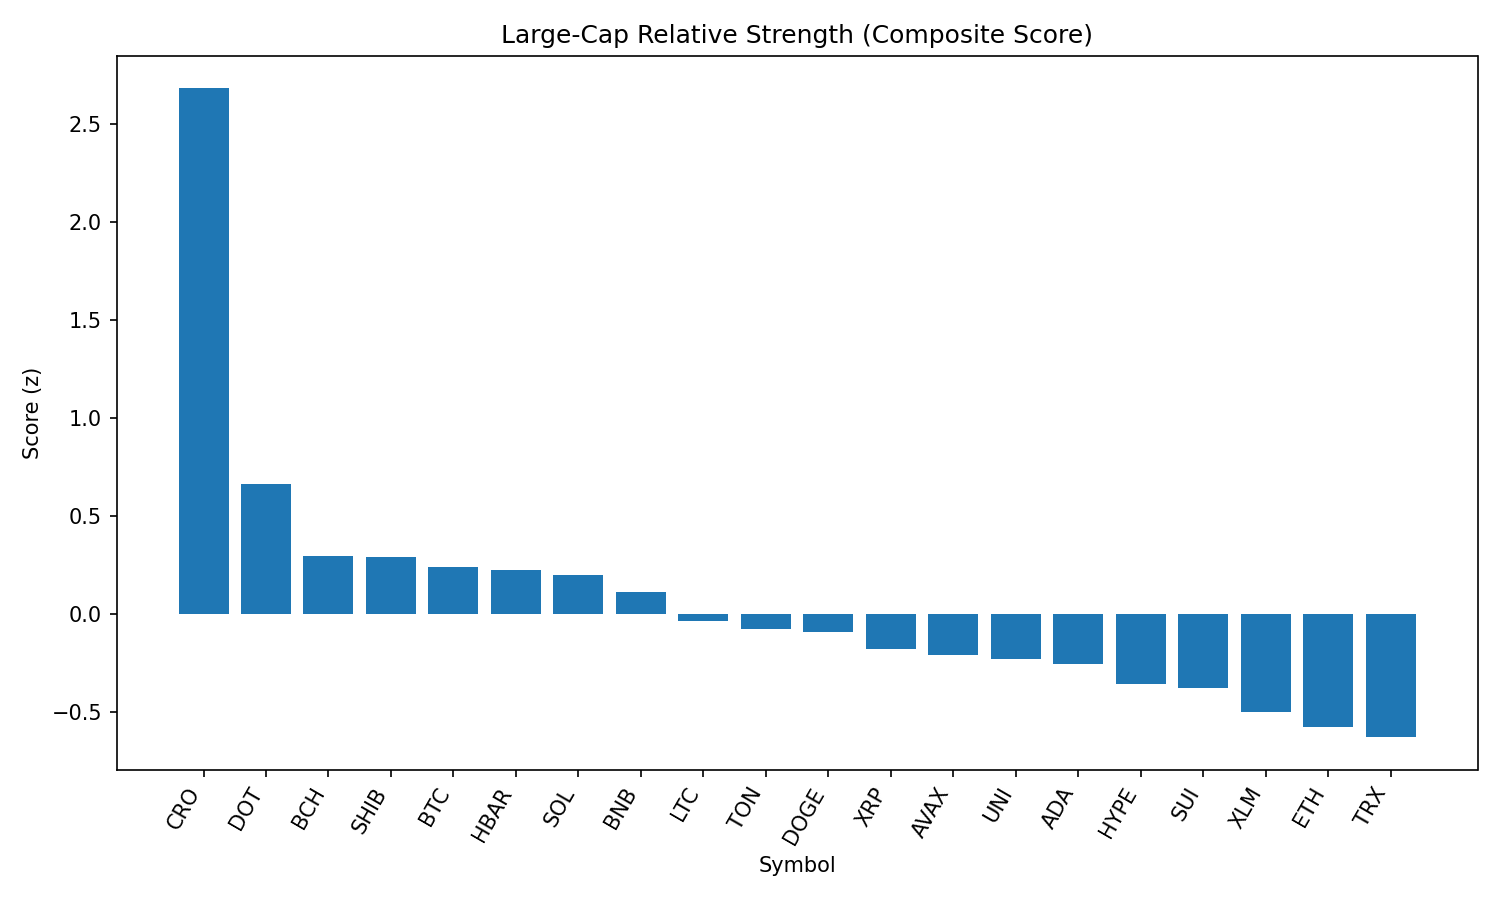 Large-Cap Relative Strength (Composite Score)
Score (z)
2.5
2.0
1.5
1.0
0.5
0.0
−0.5
CRO
DOT
BCH
SHIB
BTC
HBAR
SOL
BNB
LTC
TON
DOGE
XRP
AVAX
UNI
ADA
HYPE
SUI
XLM
ETH
TRX
Symbol